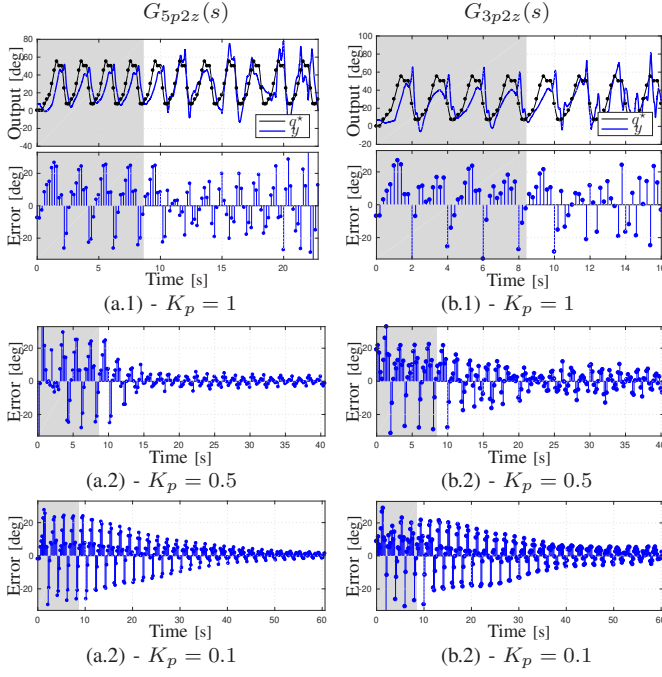 G5p2z(s) G3p2z(s)
80
60
40
20
0
-20
-40
Output [deg]
q*
y
100
80
60
40
20
0
-20
Output [deg]
q*
y
20
0
-20
Error [deg]
0 5 10 15 20
Time [s]
(a.1) - Kp = 1
20
0
-20
Error [deg]
0 2 4 6 8 10 12 14 16
Time [s]
(b.1) - Kp = 1
20
0
-20
Error [deg]
0 5 10 15 20 25 30 35 40
Time [s]
(a.2) - Kp = 0.5
20
0
-20
Error [deg]
0 5 10 15 20 25 30 35 40
Time [s]
(b.2) - Kp = 0.5
20
0
-20
Error [deg]
0 10 20 30 40 50 60
Time [s]
(a.2) - Kp = 0.1
20
0
-20
Error [deg]
0 10 20 30 40 50 60
Time [s]
(b.2) - Kp = 0.1